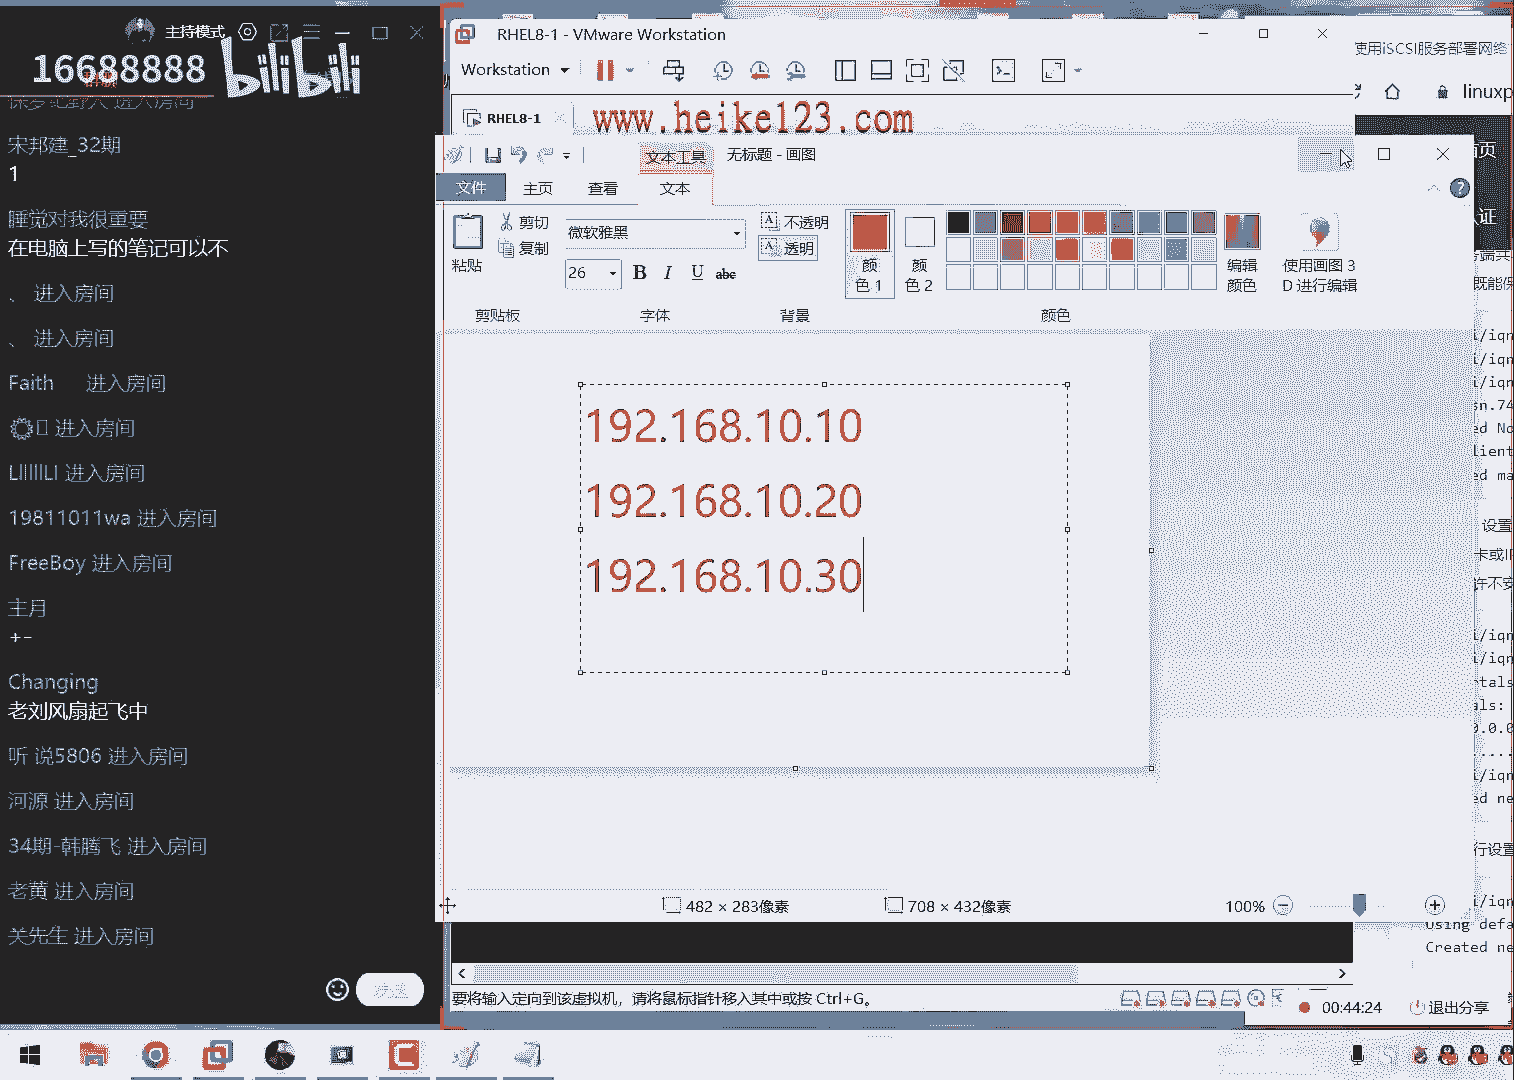 主持模式
16688888
bilibili
进入房间
宋邦建_32期
1
睡觉对我很重要
在电脑上写的笔记可以不
、 进入房间
、 进入房间
Faith 进入房间
进入房间
LIIIIILI 进入房间
19811011wa 进入房间
FreeBoy 进入房间
主月
+-
Changing
老刘风扇起飞中
听 说5806 进入房间
河源 进入房间
34期-韩腾飞 进入房间
老黄 进入房间
关先生 进入房间
发送
RHEL8-1 - VMware Workstation
Workstation
RHEL8-1
www.heike123.com
使用iSCSI服务部署网络
linuxp
文本工具
无标题 - 画图
文件
主页
查看
文本
粘贴
剪切
复制
剪贴板
微软雅黑
26
B I U abc
字体
不透明
透明
背景
颜色 1
颜色 2
编辑颜色
使用画图 3D 进行编辑
颜色
192.168.10.10
192.168.10.20
192.168.10.30
482 × 283像素
708 × 432像素
100%
Using defa
Created ne
要将输入定向到该虚拟机，请将鼠标指针移入其中或按 Ctrl+G。
00:44:24
退出分享